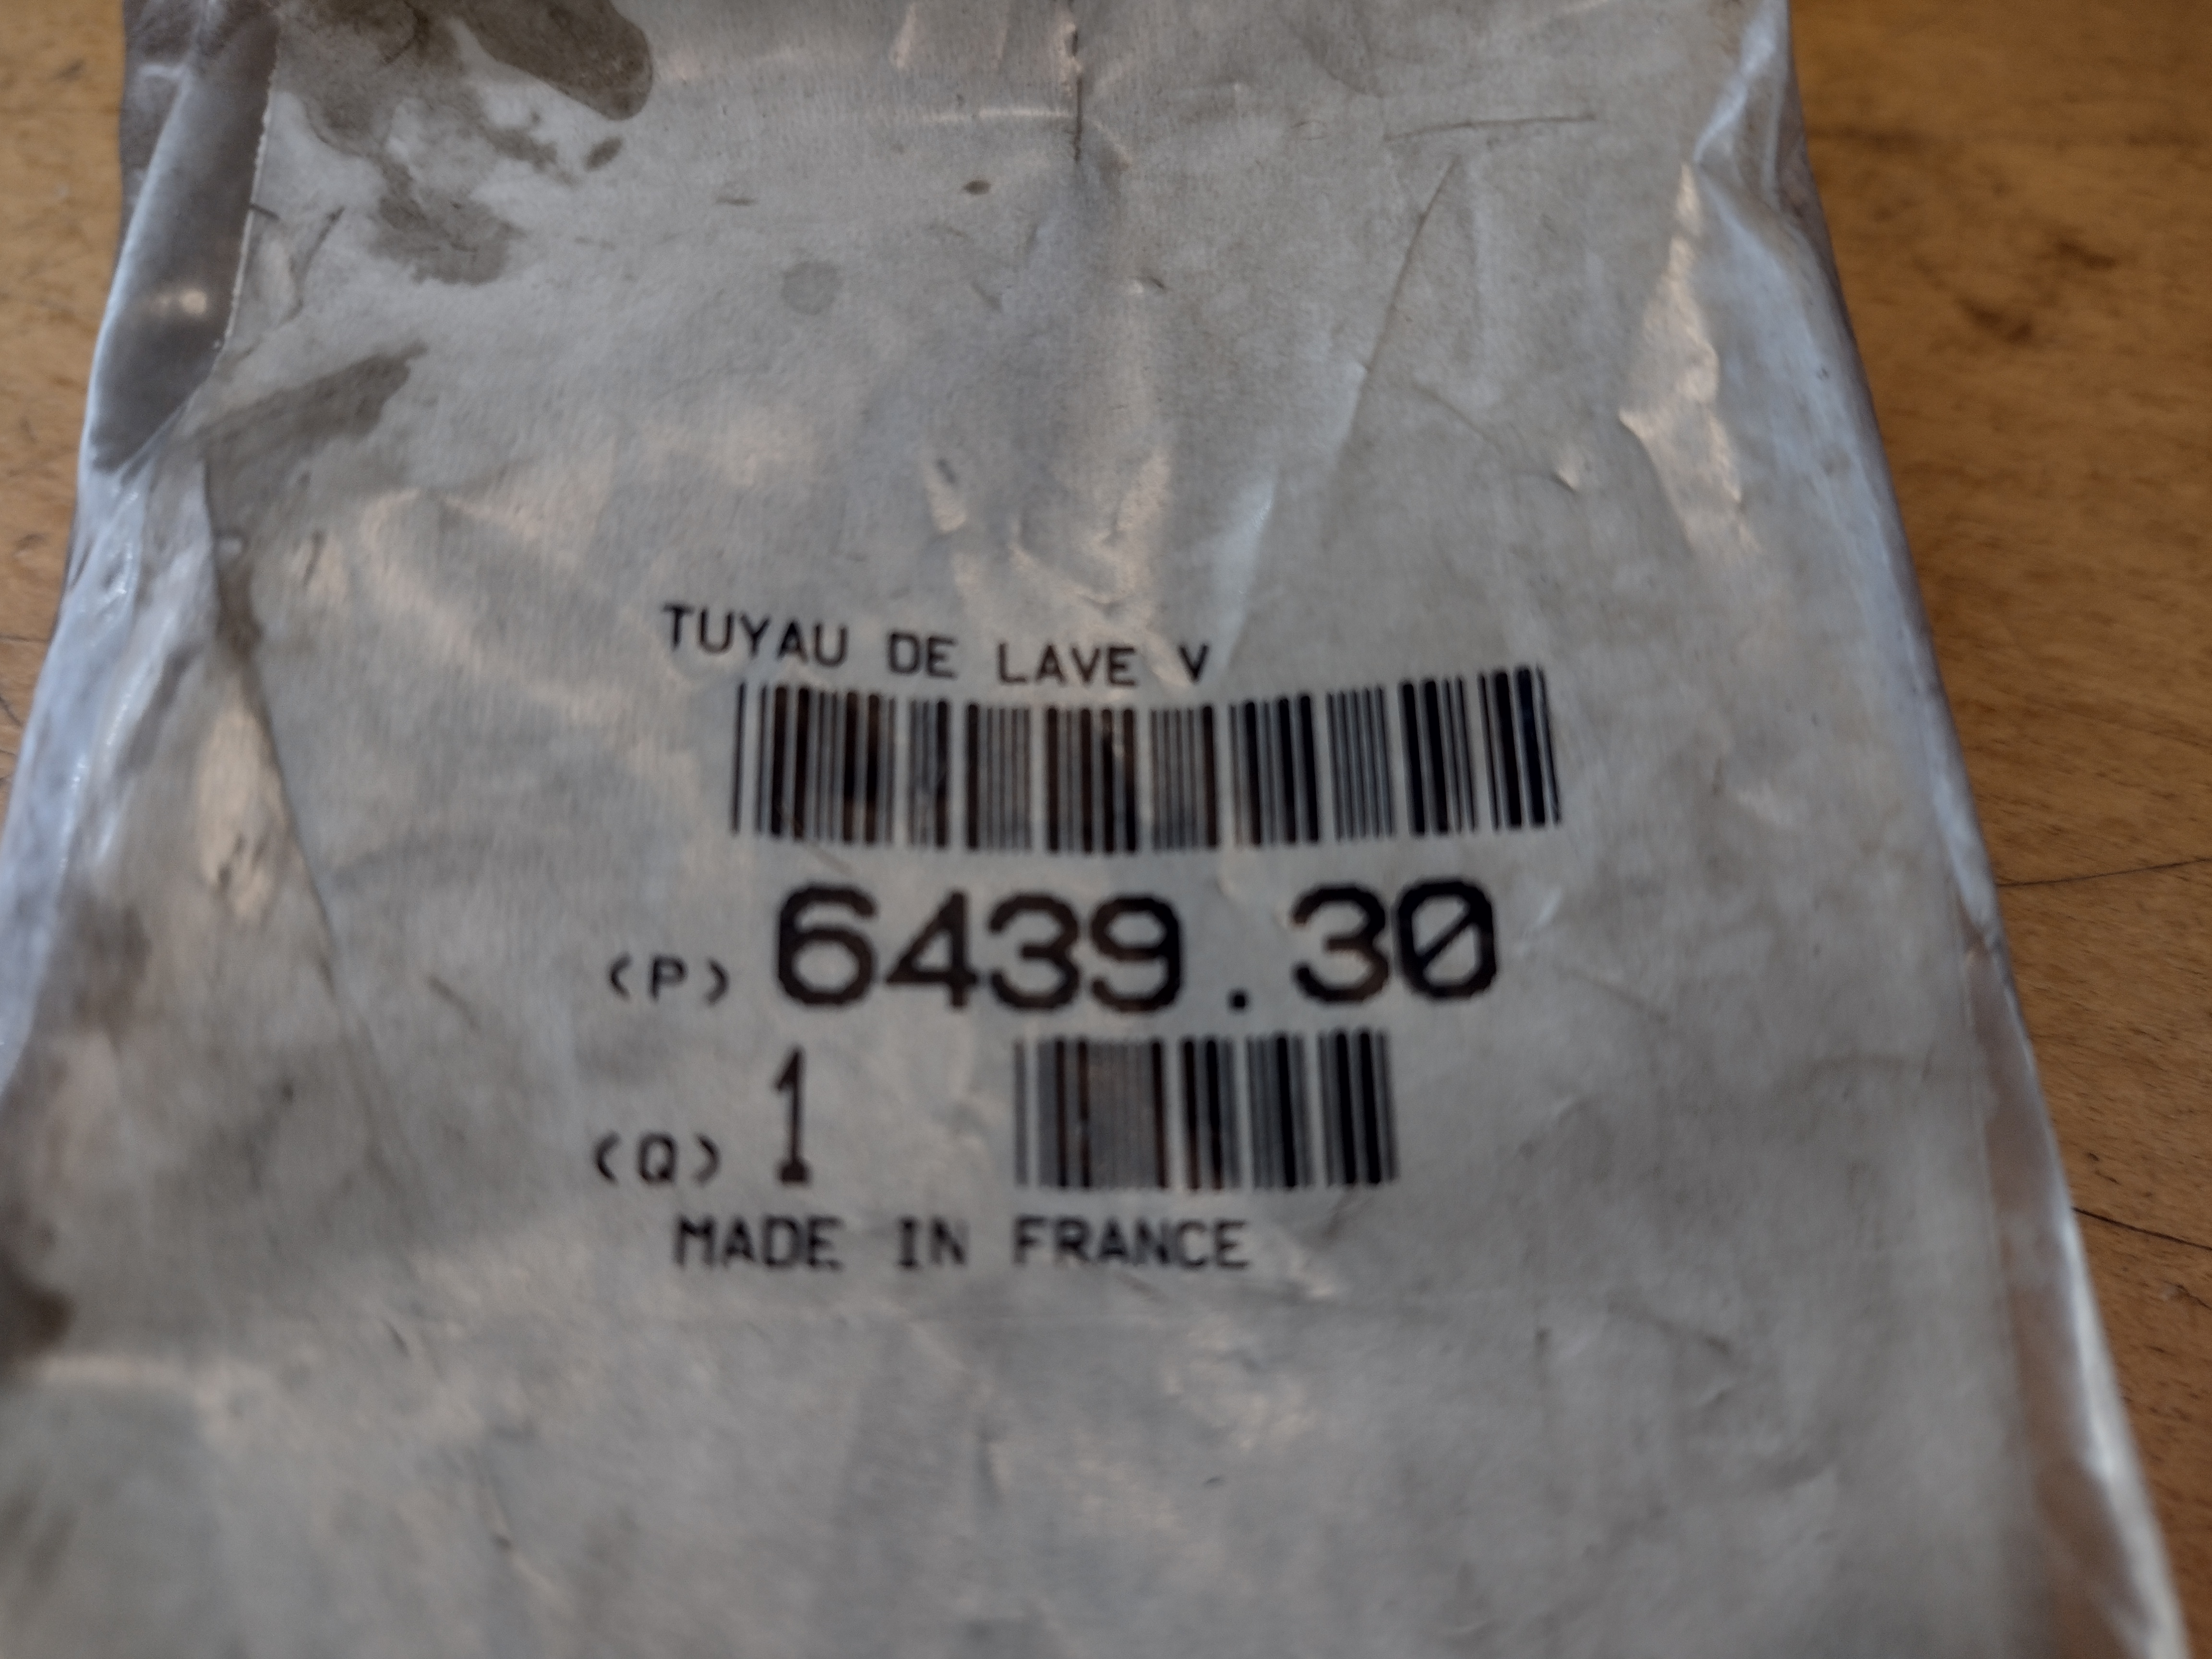 TUYAU DE LAVE V
(P) 6439.30
(Q) 1
MADE IN FRANCE